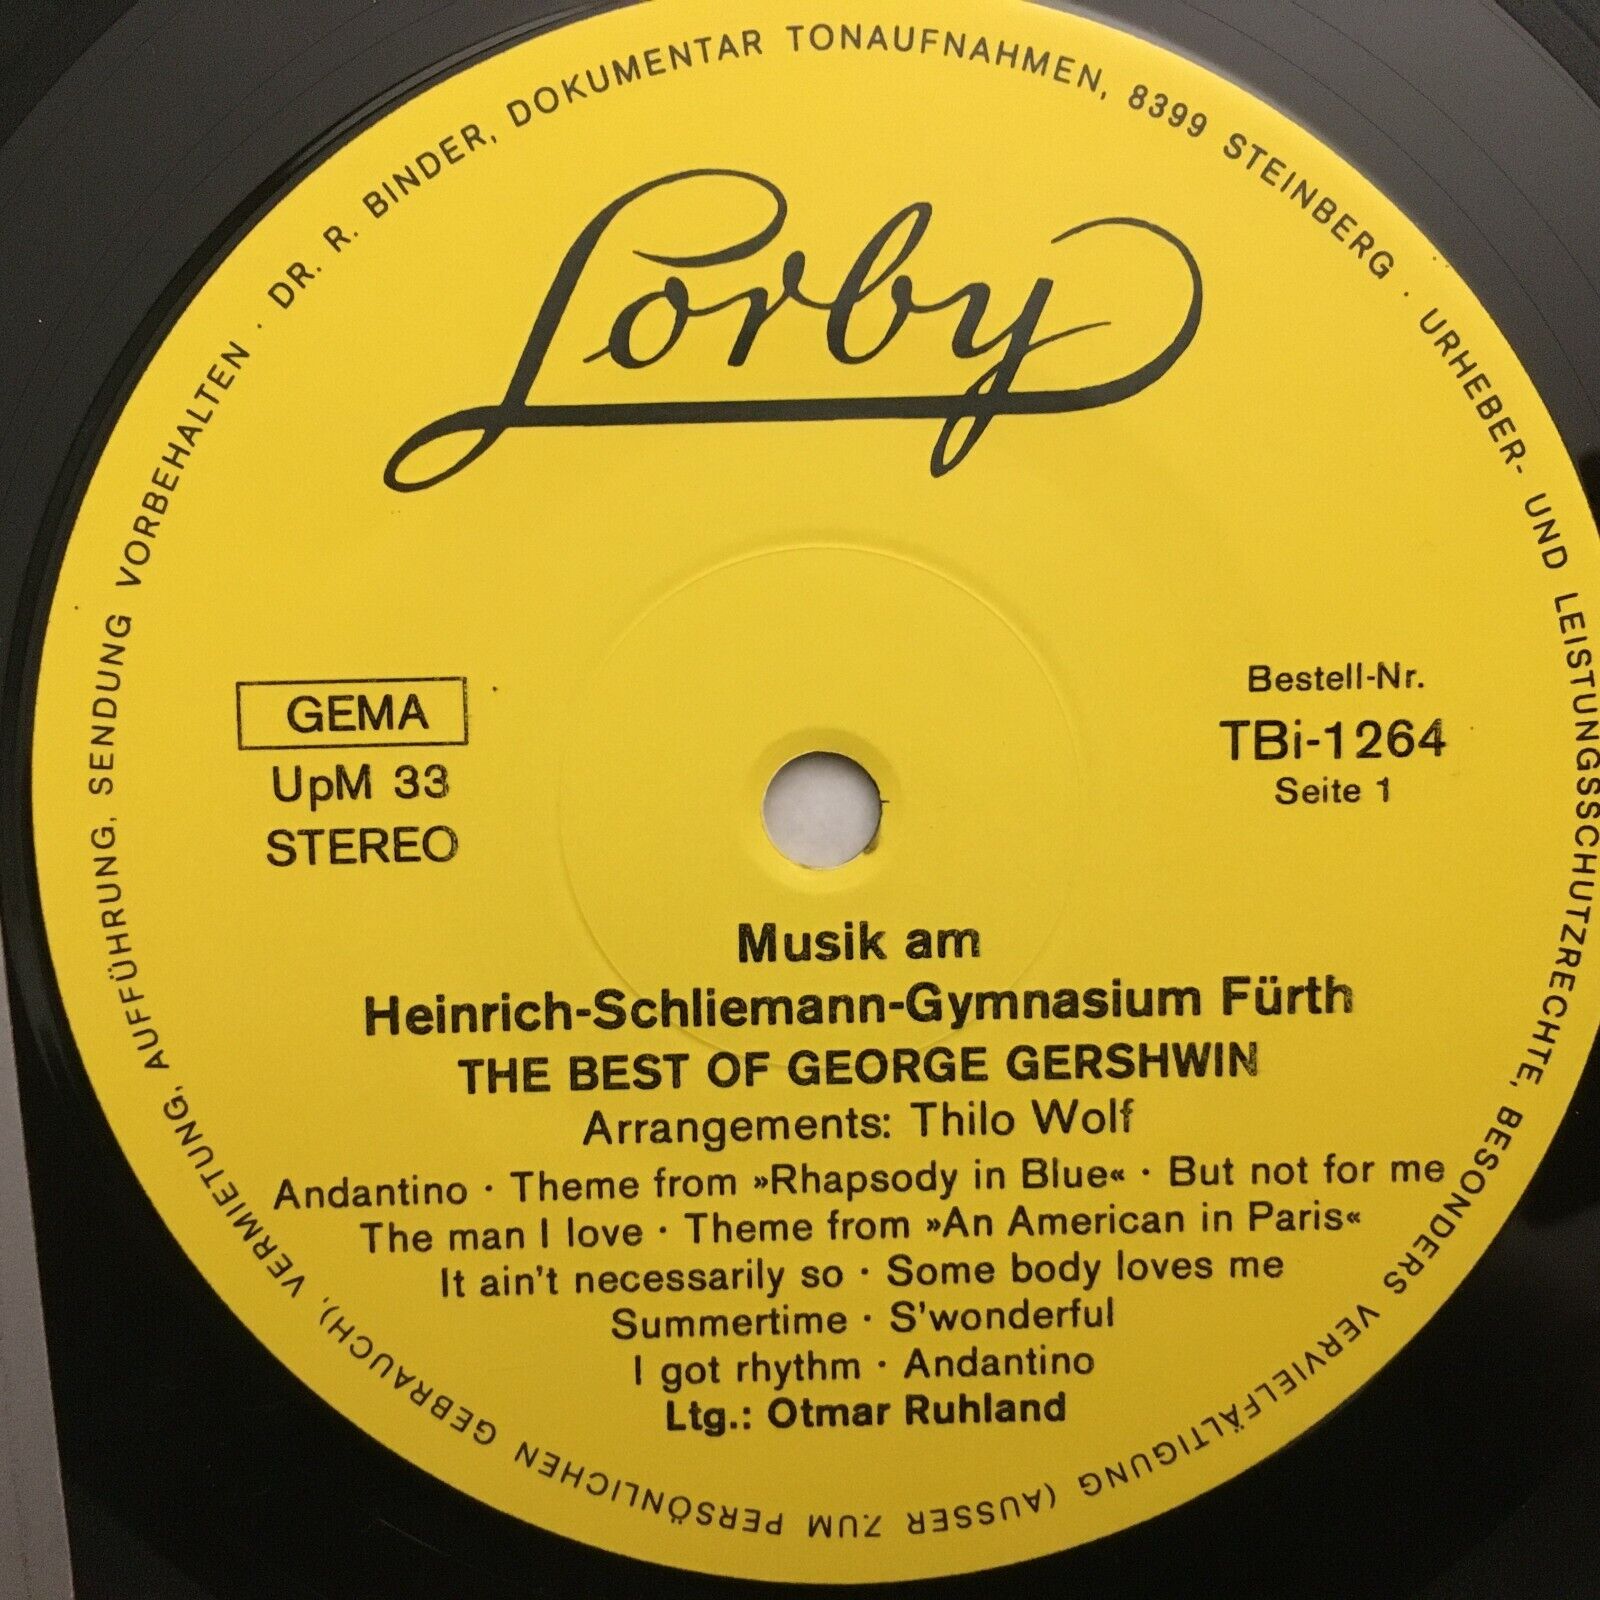 DR. R. BINDER, DOKUMENTAR TONAUFNAHMEN, 8399 STEINBERG · URHEBER- UND LEISTUNGSSCHUTZRECHTE, BESONDERS VERVIELFÄLTIGUNG (AUSSER ZUM PERSÖNLICHEN GEBRAUCH), VERMIETUNG, AUFFÜHRUNG, SENDUNG VORBEHALTEN ·
Lorby
GEMA
UpM 33
STEREO
Bestell-Nr.
TBi-1264
Seite 1
Musik am
Heinrich-Schliemann-Gymnasium Fürth
THE BEST OF GEORGE GERSHWIN
Arrangements: Thilo Wolf
Andantino · Theme from »Rhapsody in Blue« · But not for me
The man I love · Theme from »An American in Paris«
It ain't necessarily so · Some body loves me
Summertime · S'wonderful
I got rhythm · Andantino
Ltg.: Otmar Ruhland